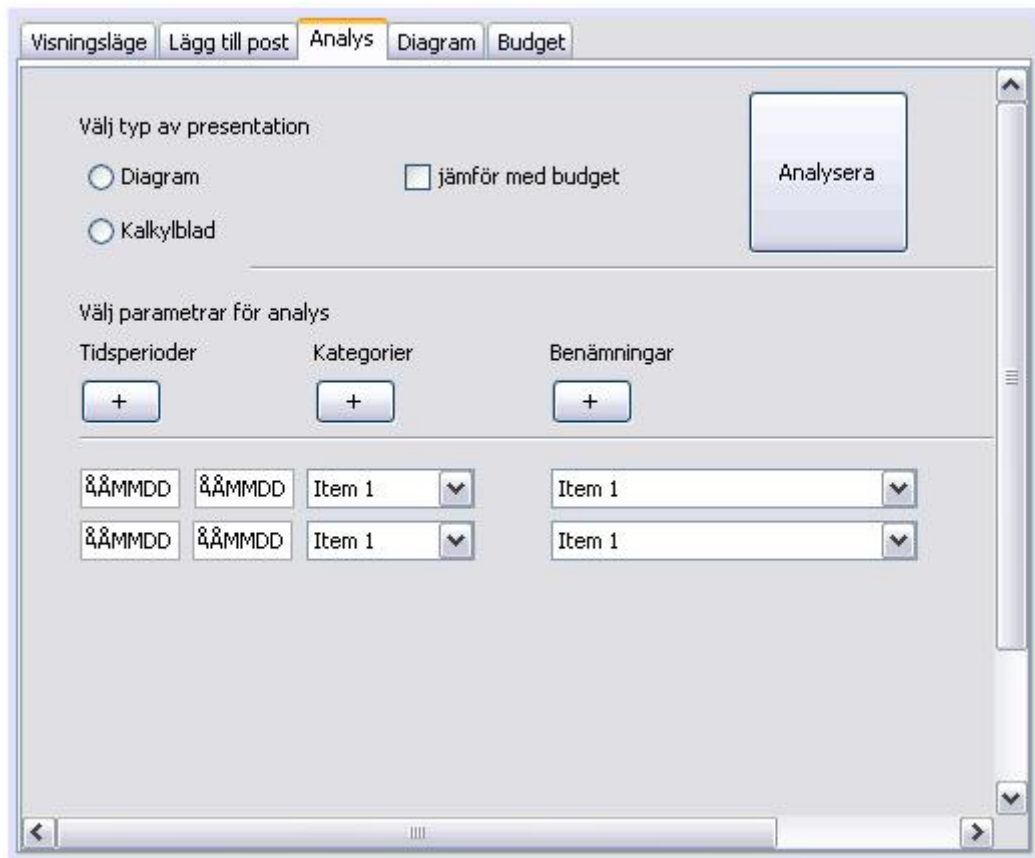 Visningsläge Lägg till post Analys Diagram Budget
Välj typ av presentation
Diagram jämför med budget Analysera
Kalkylblad
Välj parametrar för analys
Tidsperioder Kategorier Benämningar
+ + +
ÅÅMMDD ÅÅMMDD Item 1 Item 1
ÅÅMMDD ÅÅMMDD Item 1 Item 1